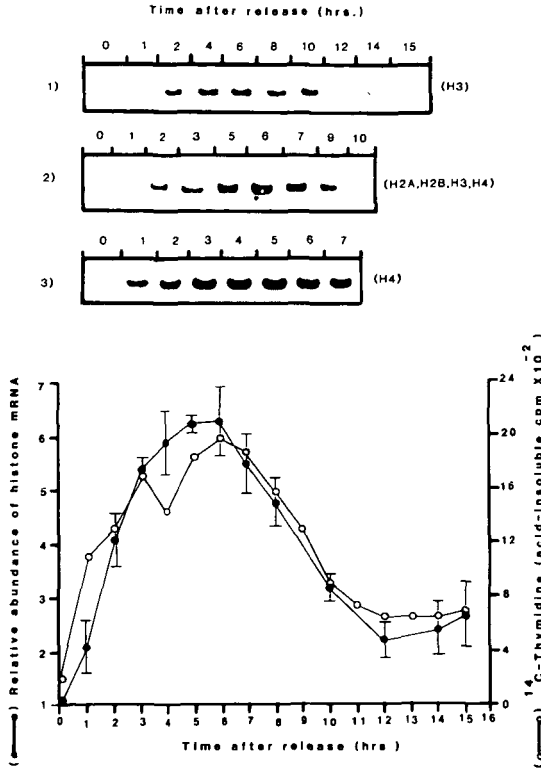 Time after release (hrs.)
0 1 2 4 6 8 10 12 14 15
1) (H3)
0 1 2 3 5 6 7 9 10
2) (H2A,H2B,H3,H4)
0 1 2 3 4 5 6 7
3) (H4)
(●—●) Relative abundance of histone mRNA
7
6
5
4
3
2
1
24
20
16
12
8
4
0
(○—○) ¹⁴C-Thymidine (acid-insoluble cpm X10⁻²)
0 1 2 3 4 5 6 7 8 9 10 11 12 13 14 15 16
Time after release (hrs)